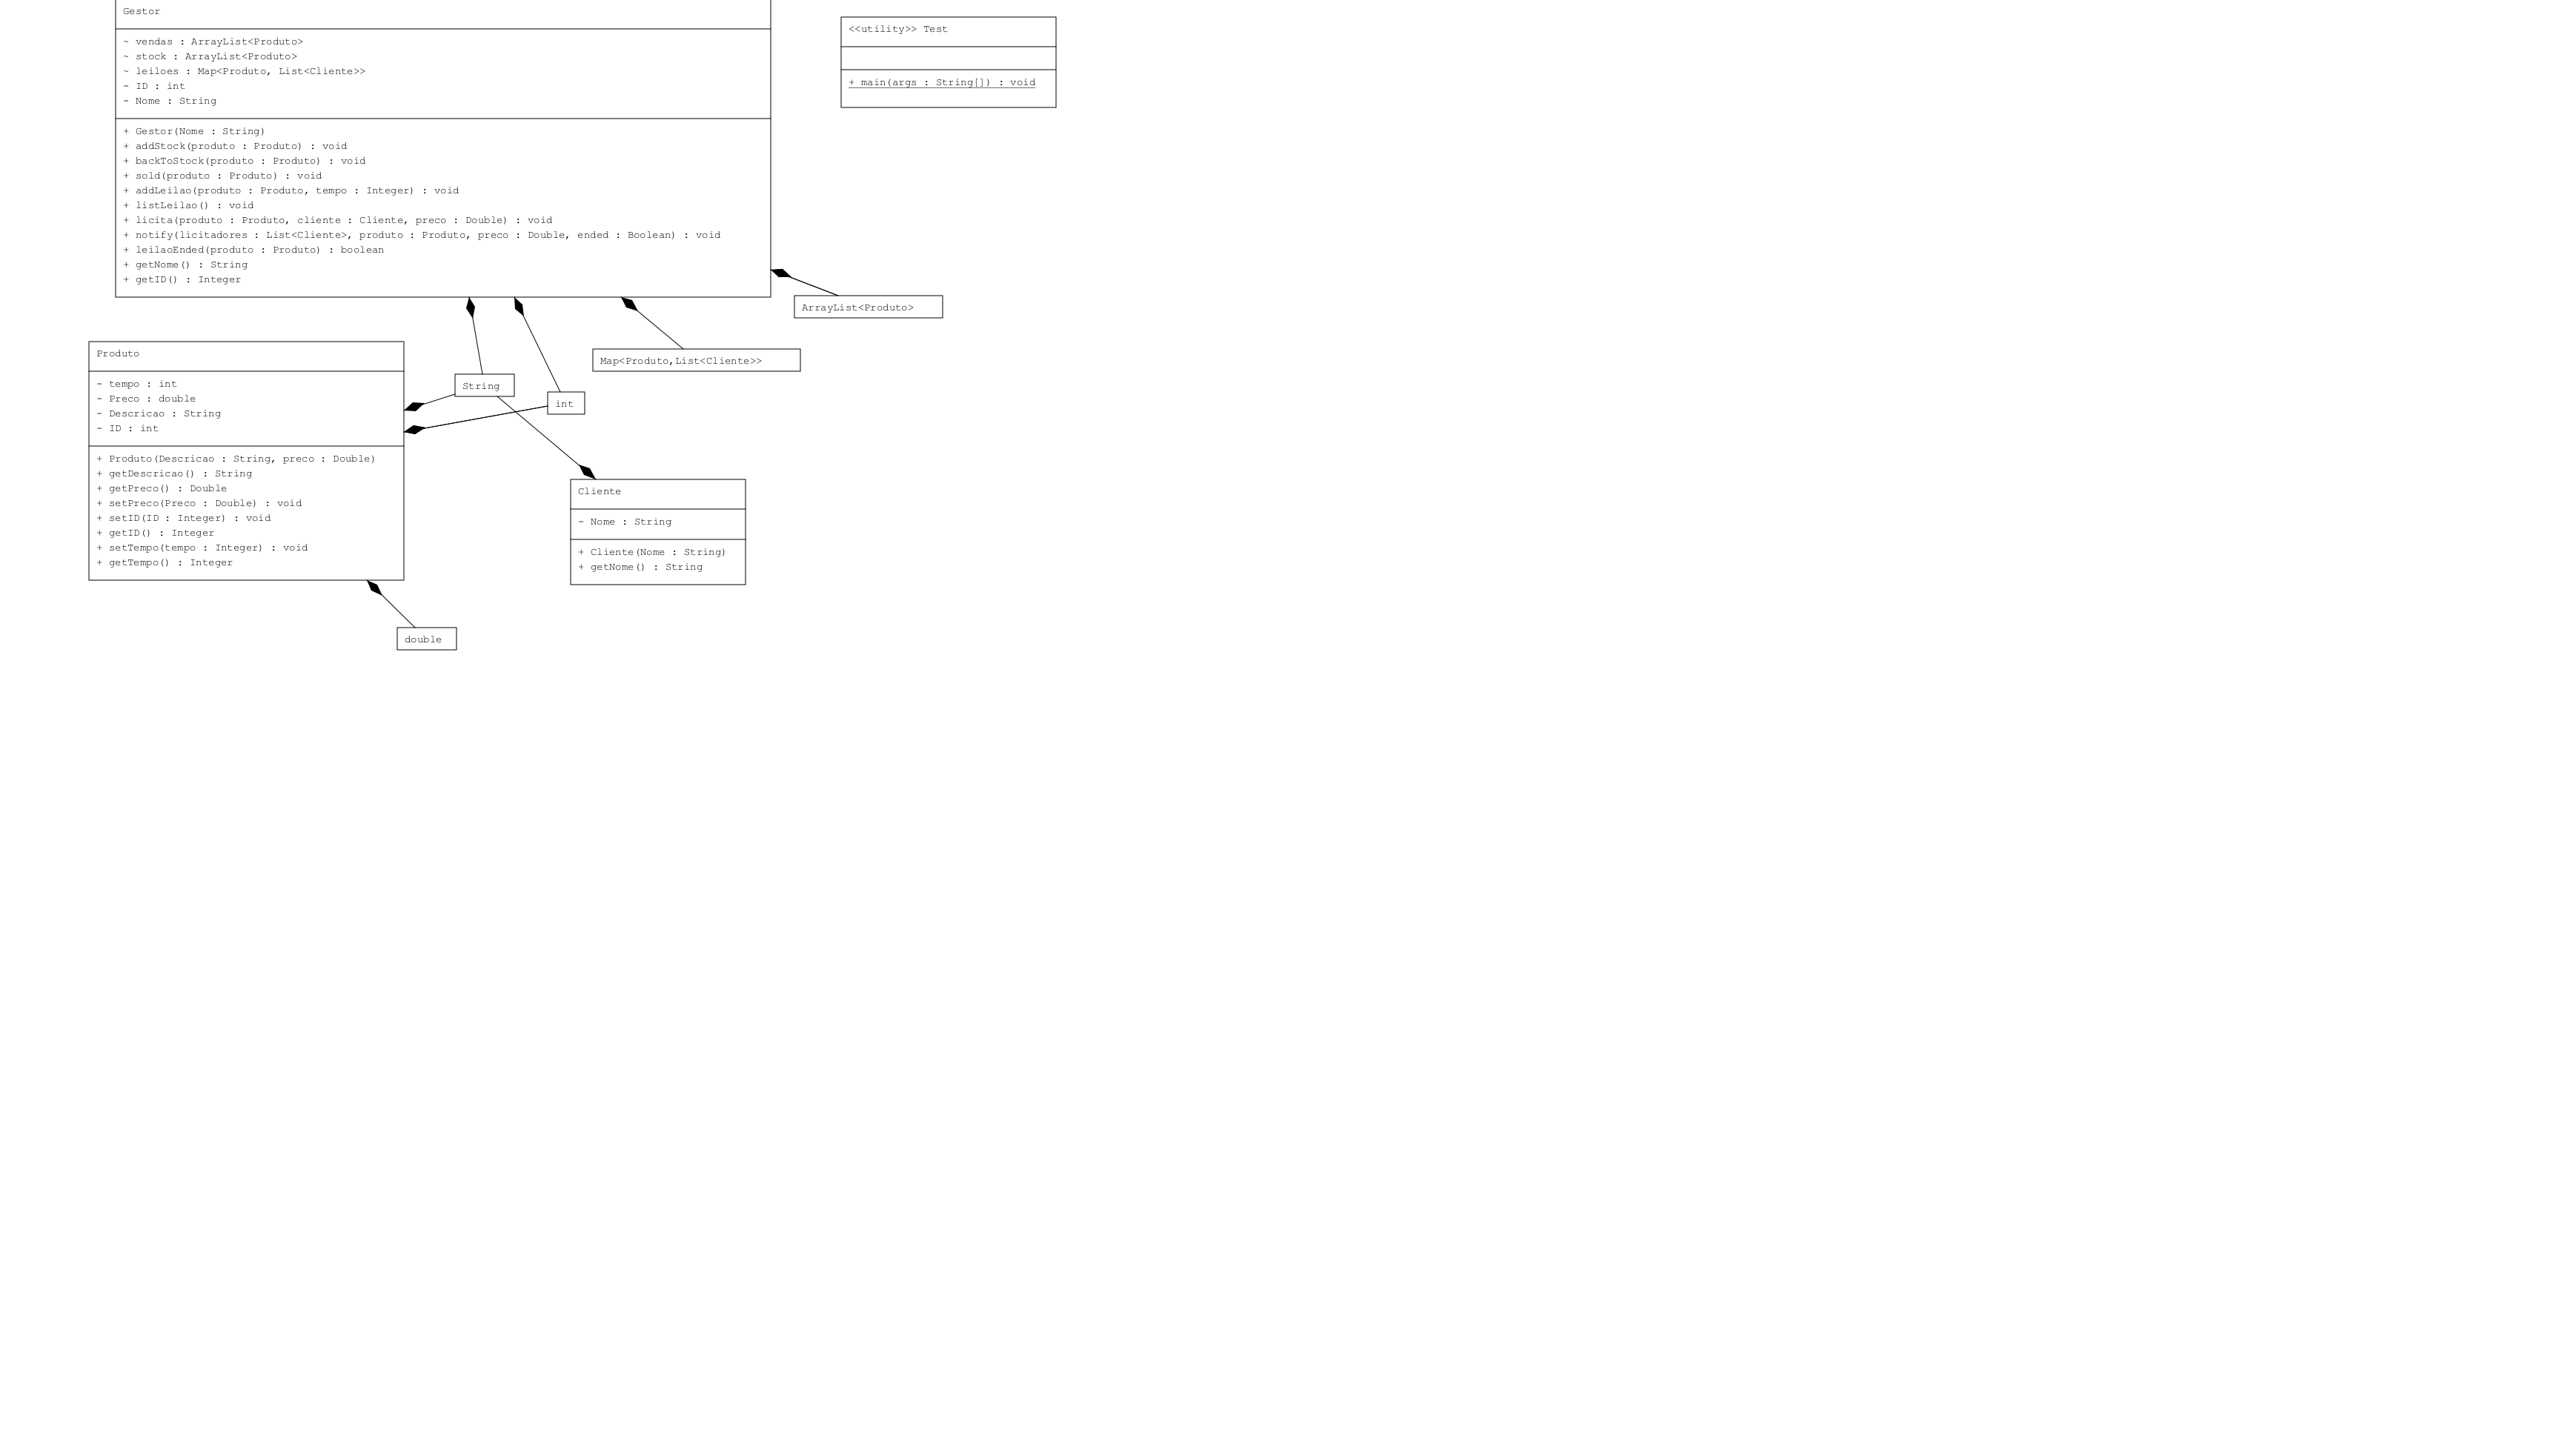 Gestor
~ vendas : ArrayList<Produto>
~ stock : ArrayList<Produto>
~ leiloes : Map<Produto, List<Cliente>>
- ID : int
- Nome : String
+ Gestor(Nome : String)
+ addStock(produto : Produto) : void
+ backToStock(produto : Produto) : void
+ sold(produto : Produto) : void
+ addLeilao(produto : Produto, tempo : Integer) : void
+ listLeilao() : void
+ licita(produto : Produto, cliente : Cliente, preco : Double) : void
+ notify(licitadores : List<Cliente>, produto : Produto, preco : Double, ended : Boolean) : void
+ leilaoEnded(produto : Produto) : boolean
+ getNome() : String
+ getID() : Integer
<<utility>> Test
+ main(args : String[]) : void
ArrayList<Produto>
Map<Produto,List<Cliente>>
String
int
Produto
- tempo : int
- Preco : double
~ Descricao : String
- ID : int
+ Produto(Descricao : String, preco : Double)
+ getDescricao() : String
+ getPreco() : Double
+ setPreco(Preco : Double) : void
+ setID(ID : Integer) : void
+ getID() : Integer
+ setTempo(tempo : Integer) : void
+ getTempo() : Integer
Cliente
- Nome : String
+ Cliente(Nome : String)
+ getNome() : String
double